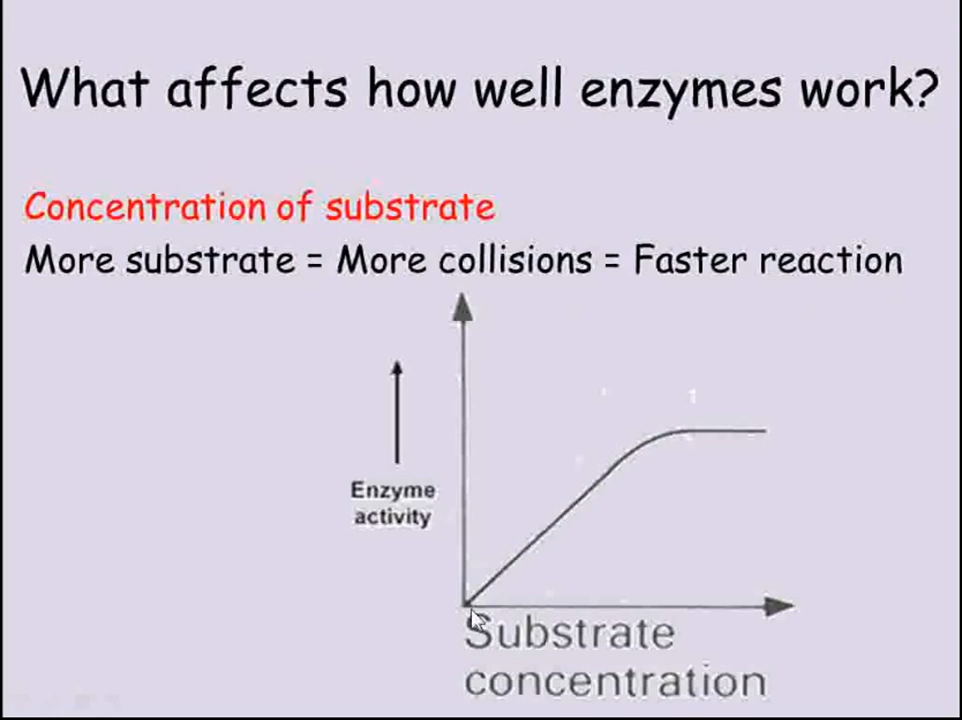 What affects how well enzymes work?
Concentration of substrate
More substrate = More collisions = Faster reaction
Enzyme
activity
Substrate
concentration